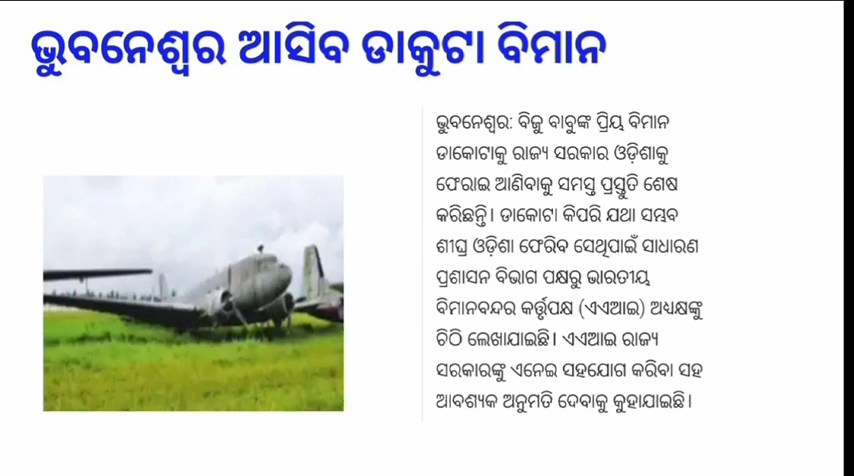 ଭୁବନେଶ୍ୱର ଆସିବ ଡାକୁଟା ବିମାନ
ଭୁବନେଶ୍ୱର: ବିଜୁ ବାବୁଙ୍କ ପ୍ରିୟ ବିମାନ
ଡାକୋଟାକୁ ରାଜ୍ୟ ସରକାର ଓଡ଼ିଶାକୁ
ଫେରାଇ ଆଣିବାକୁ ସମସ୍ତ ପ୍ରସ୍ତୁତି ଶେଷ
କରିଛନ୍ତି। ଡାକୋଟା କିପରି ଯଥା ସମ୍ଭବ
ଶୀଘ୍ର ଓଡ଼ିଶା ଫେରିବ ସେଥିପାଇଁ ସାଧାରଣ
ପ୍ରଶାସନ ବିଭାଗ ପକ୍ଷରୁ ଭାରତୀୟ
ବିମାନବନ୍ଦର କର୍ତ୍ତୃପକ୍ଷ (ଏଏଆଇ) ଅଧ୍ୟକ୍ଷଙ୍କୁ
ଚିଠି ଲେଖାଯାଇଛି। ଏଏଆଇ ରାଜ୍ୟ
ସରକାରଙ୍କୁ ଏନେଇ ସହଯୋଗ କରିବା ସହ
ଆବଶ୍ୟକ ଅନୁମତି ଦେବାକୁ କୁହାଯାଇଛି।